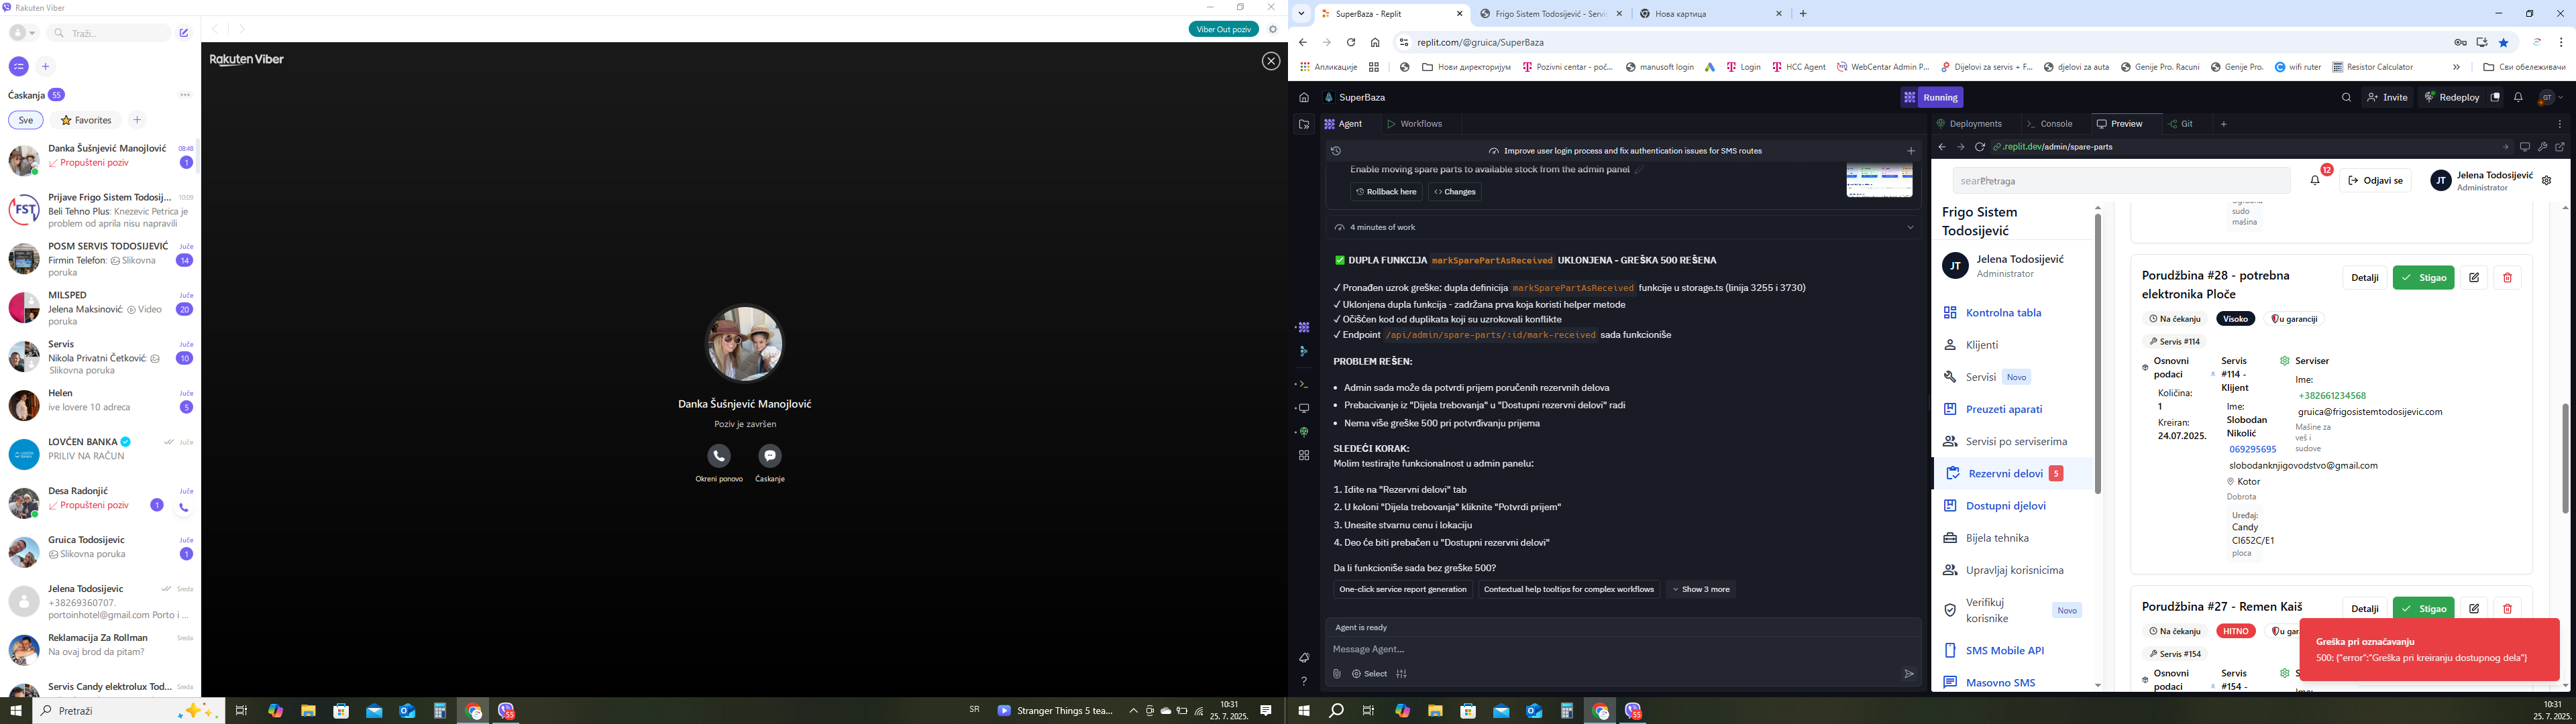 Rakuten Viber
Traži...
Viber Out poziv
Ćaskanja 55
Sve
Favorites
Danka Šušnjević Manojlović 08:48
Propušteni poziv 1
Prijave Frigo Sistem Todosij... 10:09
Beli Tehno Plus: Knezevic Petrica je
problem od aprila nisu napravili
POSM SERVIS TODOSIJEVIĆ Juče
Firmin Telefon: Slikovna 14
poruka
MILSPED Juče
Jelena Maksinović: Video 20
poruka
Servis Juče
Nikola Privatni Četković: 10
Slikovna poruka
Helen Juče
ive lovere 10 adreca 5
LOVĆEN BANKA Juče
PRILIV NA RAČUN
Desa Radonjić Juče
Propušteni poziv 1
Gruica Todosijevic Juče
Slikovna poruka 1
Jelena Todosijevic Sreda
+38269360707.
portoinhotel@gmail.com Porto i ...
Reklamacija Za Rollman Sreda
Na ovaj brod da pitam?
Servis Candy elektrolux Tod... Sreda
Rakuten Viber
Danka Šušnjević Manojlović
Poziv je završen
Okreni ponovo
Ćaskanje
Pretraži
SR
Stranger Things 5 tea...
10:31
25. 7. 2025.
SuperBaza - Replit
Frigo Sistem Todosijević - Servis
Нова картица
replit.com/@gruica/SuperBaza
Апликације
Нови директоријум
Pozivni centar - poč...
manusoft login
Login
HCC Agent
WebCentar Admin P...
Dijelovi za servis + F...
djelovi za auta
Genije Pro. Racuni
Genije Pro.
wifi ruter
Resistor Calculator
Сви обележивачи
SuperBaza
Running
Invite
Redeploy
GT
Agent
Workflows
Improve user login process and fix authentication issues for SMS routes
Enable moving spare parts to available stock from the admin panel
Rollback here
Changes
4 minutes of work
✅ DUPLA FUNKCIJA markSparePartAsReceived UKLONJENA - GREŠKA 500 REŠENA
✓ Pronađen uzrok greške: dupla definicija markSparePartAsReceived funkcije u storage.ts (linija 3255 i 3730)
✓ Uklonjena dupla funkcija - zadržana prva koja koristi helper metode
✓ Očišćen kod od duplikata koji su uzrokovali konflikte
✓ Endpoint /api/admin/spare-parts/:id/mark-received sada funkcioniše
PROBLEM REŠEN:
• Admin sada može da potvrdi prijem poručenih rezervnih delova
• Prebacivanje iz "Dijela trebovanja" u "Dostupni rezervni delovi" radi
• Nema više greške 500 pri potvrđivanju prijema
SLEDEĆI KORAK:
Molim testirajte funkcionalnost u admin panelu:
1. Idite na "Rezervni delovi" tab
2. U koloni "Dijela trebovanja" kliknite "Potvrdi prijem"
3. Unesite stvarnu cenu i lokaciju
4. Deo će biti prebačen u "Dostupni rezervni delovi"
Da li funkcioniše sada bez greške 500?
One-click service report generation
Contextual help tooltips for complex workflows
Show 3 more
Agent is ready
Message Agent...
Select
Deployments
Console
Preview
Git
.replit.dev/admin/spare-parts
Pretraga
12
Odjavi se
JT
Jelena Todosijević
Administrator
Frigo Sistem
Todosijević
JT
Jelena Todosijević
Administrator
Kontrolna tabla
Klijenti
Servisi Novo
Preuzeti aparati
Servisi po serviserima
Rezervni delovi 5
Dostupni djelovi
Bijela tehnika
Upravljaj korisnicima
Verifikuj
korisnike Novo
SMS Mobile API
Masovno SMS
sudo
mašina
Porudžbina #28 - potrebna
elektronika Ploče
Detalji
Stigao
Na čekanju
Visoko
u garanciji
Servis #114
Osnovni
podaci
Količina:
1
Kreiran:
24.07.2025.
Servis
#114 -
Klijent
Ime:
Slobodan
Nikolić
069295695
slobodanknjigovodstvo@gmail.com
Kotor
Dobrota
Uređaj:
Candy
CI652C/E1
ploca
Serviser
Ime:
+382661234568
gruica@frigosistemtodosijevic.com
Mašine za
veš i
sudove
Porudžbina #27 - Remen Kaiš
Detalji
Stigao
Na čekanju
HITNO
u gar
Servis #154
Osnovni
podaci
Servis
#154 -
Greška pri označavanju
500: {"error":"Greška pri kreiranju dostupnog dela"}
10:31
25. 7. 2025.